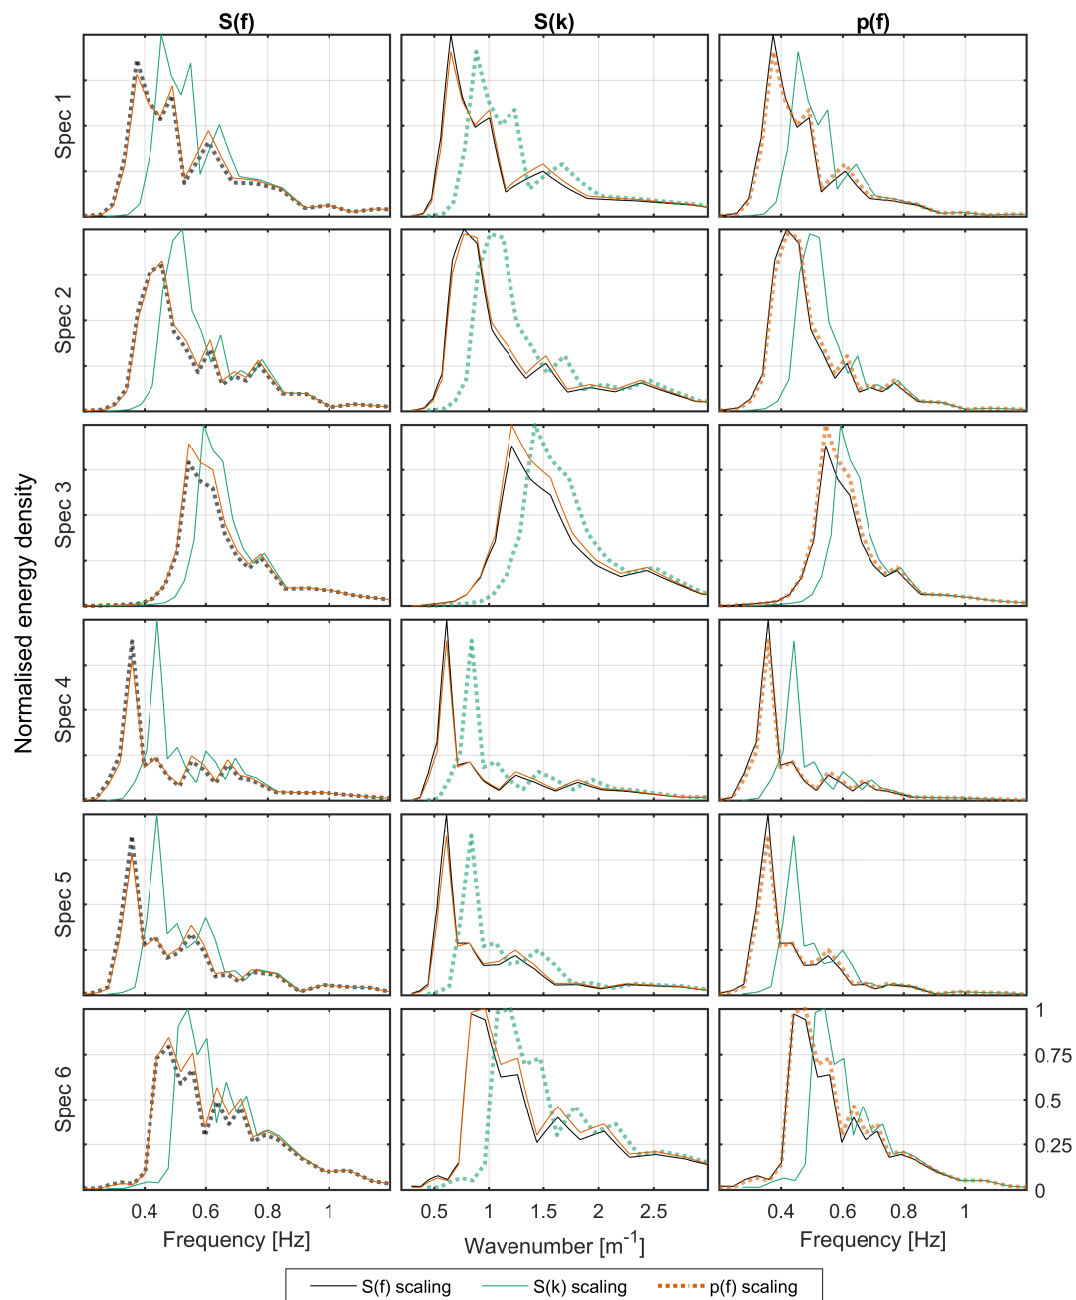 S(f) S(k) p(f)
Spec 1
Spec 2
Spec 3
Spec 4
Spec 5
Spec 6
Normalised energy density
1
0.75
0.5
0.25
0
0.4 0.6 0.8 1 0.5 1 1.5 2 2.5 0.4 0.6 0.8 1
Frequency [Hz] Wavenumber [m⁻¹] Frequency [Hz]
S(f) scaling S(k) scaling p(f) scaling